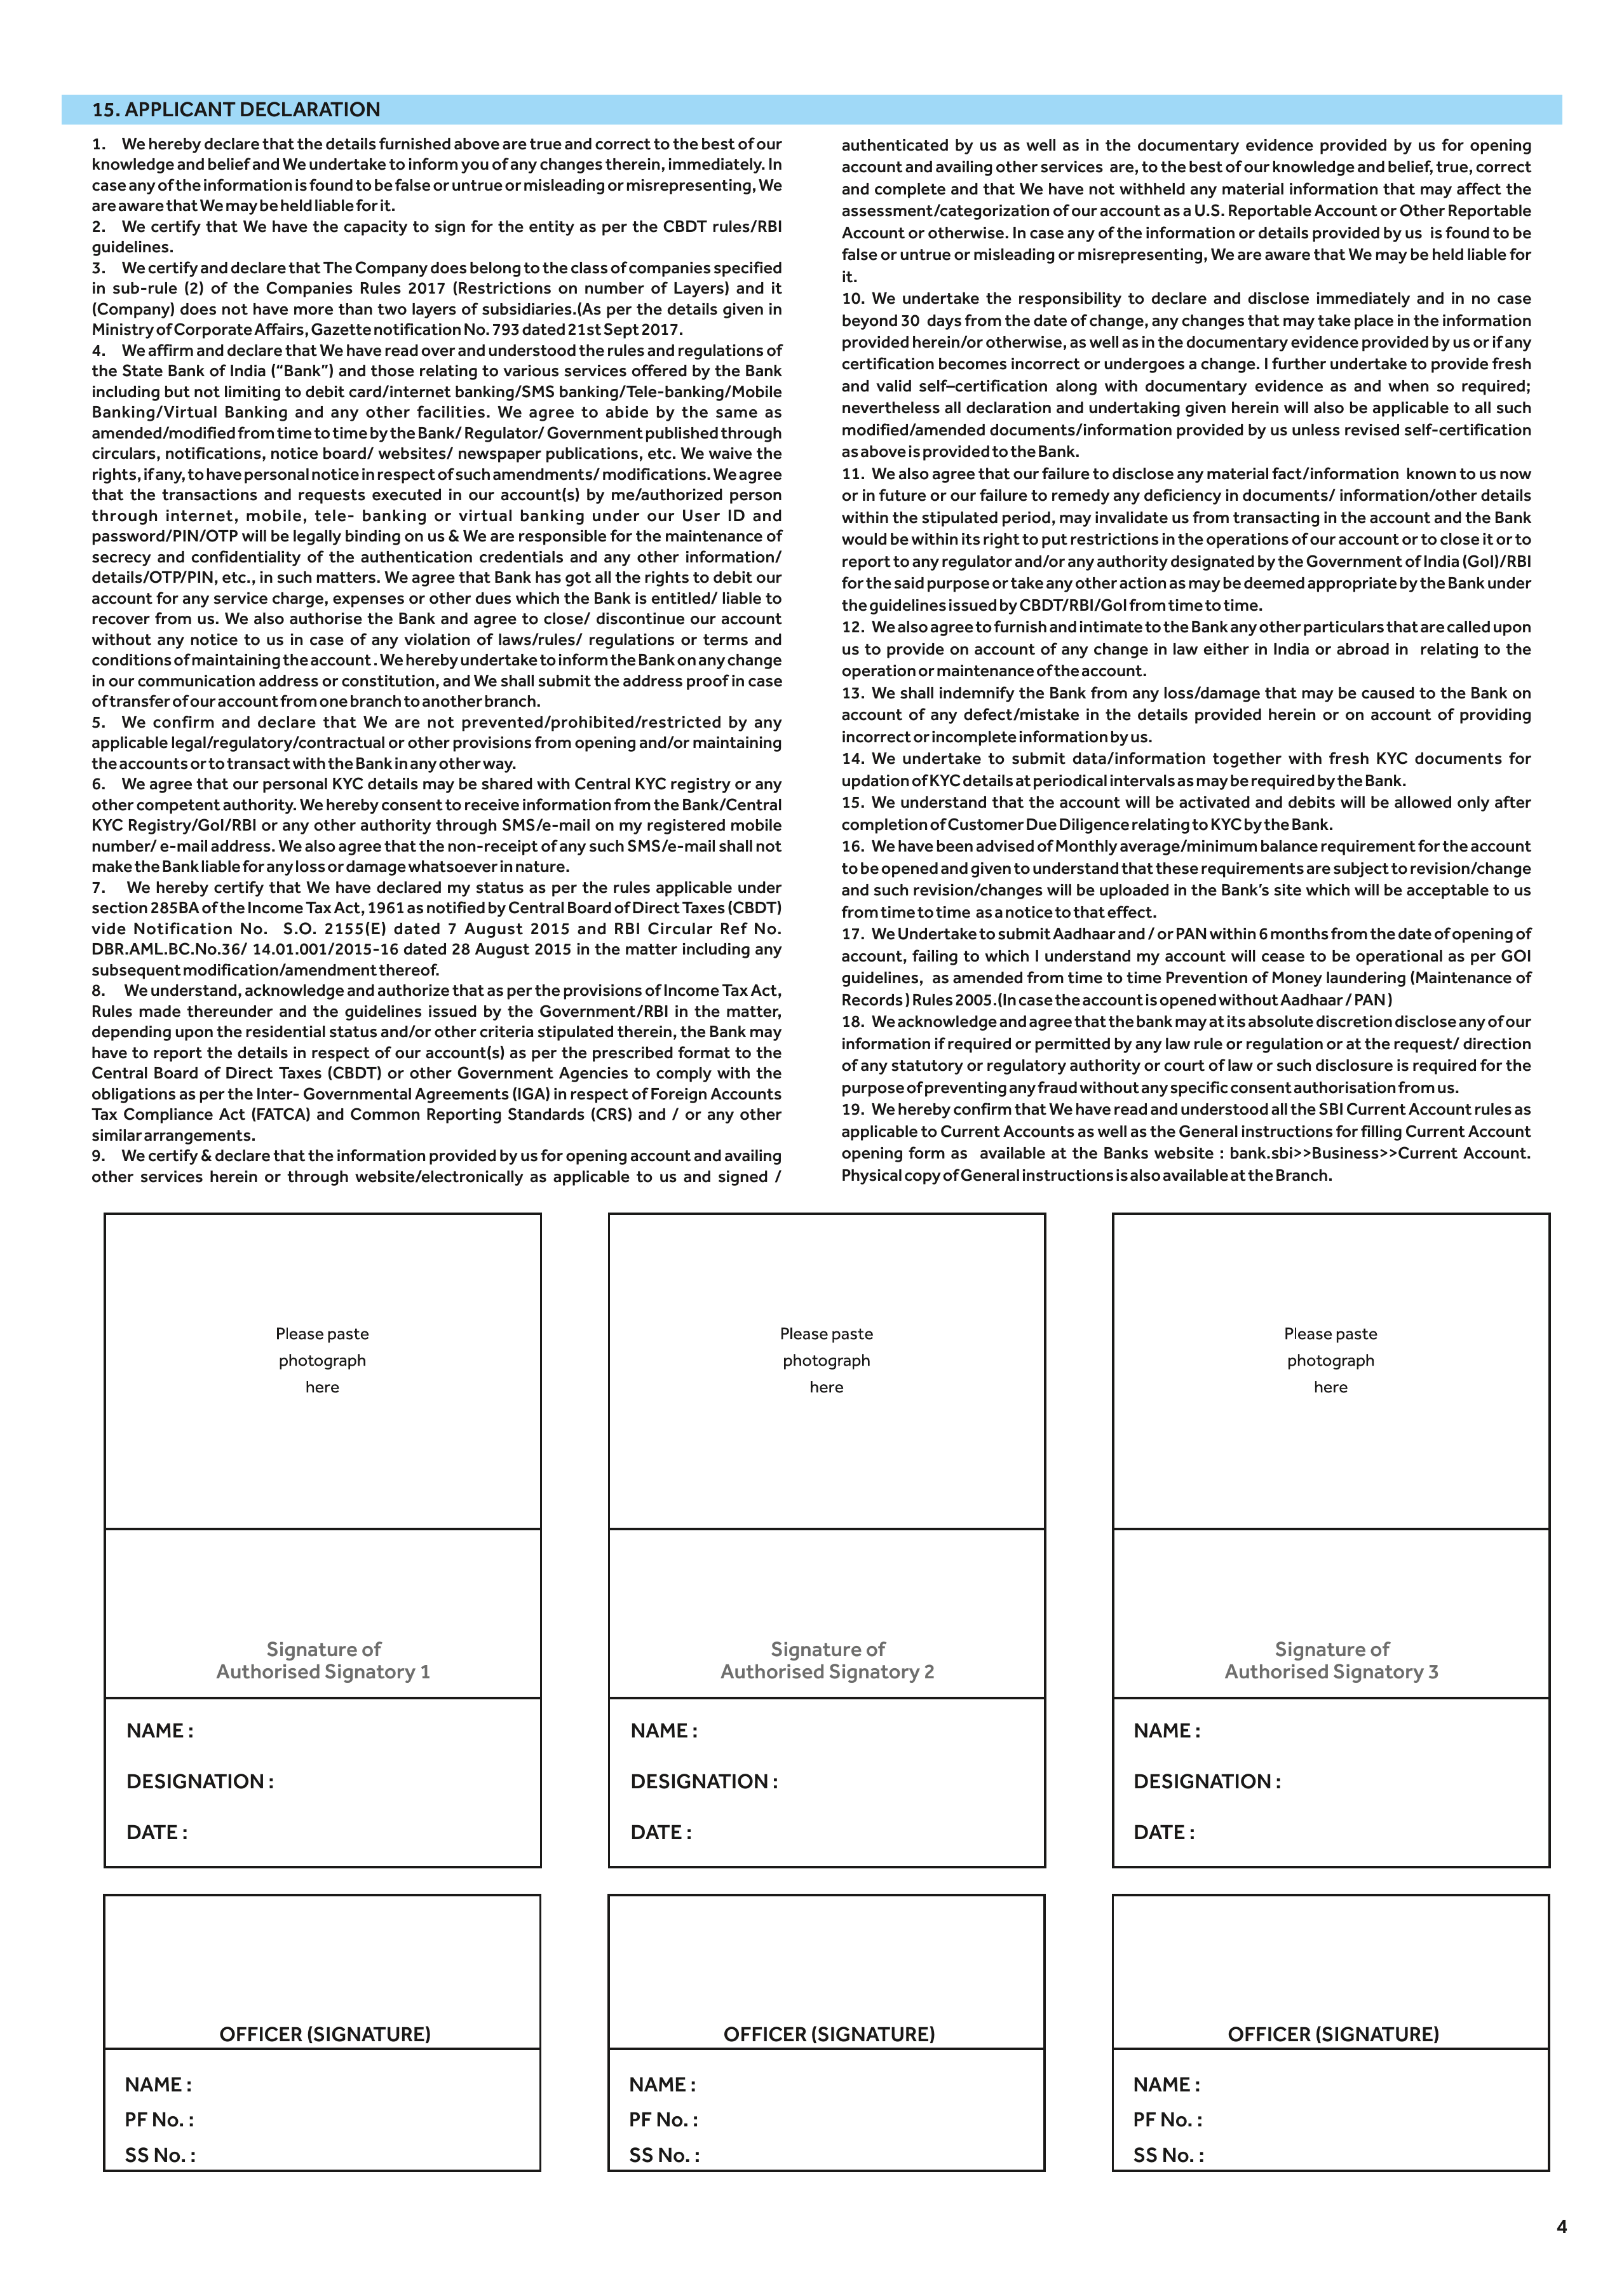 15. APPLICANT DECLARATION
1. We hereby declare that the details furnished above are true and correct to the best of our
knowledge and belief and We undertake to inform you of any changes therein, immediately. In
case any of the information is found to be false or untrue or misleading or misrepresenting, We
are aware that We may be held liable for it.
2. We certify that We have the capacity to sign for the entity as per the CBDT rules/RBI
guidelines.
3. We certify and declare that The Company does belong to the class of companies specified
in sub-rule (2) of the Companies Rules 2017 (Restrictions on number of Layers) and it
(Company) does not have more than two layers of subsidiaries.(As per the details given in
Ministry of Corporate Affairs, Gazette notification No. 793 dated 21st Sept 2017.
4. We affirm and declare that We have read over and understood the rules and regulations of
the State Bank of India (“Bank”) and those relating to various services offered by the Bank
including but not limiting to debit card/internet banking/SMS banking/Tele-banking/Mobile
Banking/Virtual Banking and any other facilities. We agree to abide by the same as
amended/modified from time to time by the Bank/ Regulator/ Government published through
circulars, notifications, notice board/ websites/ newspaper publications, etc. We waive the
rights, if any, to have personal notice in respect of such amendments/ modifications. We agree
that the transactions and requests executed in our account(s) by me/authorized person
through internet, mobile, tele- banking or virtual banking under our User ID and
password/PIN/OTP will be legally binding on us & We are responsible for the maintenance of
secrecy and confidentiality of the authentication credentials and any other information/
details/OTP/PIN, etc., in such matters. We agree that Bank has got all the rights to debit our
account for any service charge, expenses or other dues which the Bank is entitled/ liable to
recover from us. We also authorise the Bank and agree to close/ discontinue our account
without any notice to us in case of any violation of laws/rules/ regulations or terms and
conditions of maintaining the account . We hereby undertake to inform the Bank on any change
in our communication address or constitution, and We shall submit the address proof in case
of transfer of our account from one branch to another branch.
5. We confirm and declare that We are not prevented/prohibited/restricted by any
applicable legal/regulatory/contractual or other provisions from opening and/or maintaining
the accounts or to transact with the Bank in any other way.
6. We agree that our personal KYC details may be shared with Central KYC registry or any
other competent authority. We hereby consent to receive information from the Bank/Central
KYC Registry/GoI/RBI or any other authority through SMS/e-mail on my registered mobile
number/ e-mail address. We also agree that the non-receipt of any such SMS/e-mail shall not
make the Bank liable for any loss or damage whatsoever in nature.
7. We hereby certify that We have declared my status as per the rules applicable under
section 285BA of the Income Tax Act, 1961 as notified by Central Board of Direct Taxes (CBDT)
vide Notification No. S.O. 2155(E) dated 7 August 2015 and RBI Circular Ref No.
DBR.AML.BC.No.36/ 14.01.001/2015-16 dated 28 August 2015 in the matter including any
subsequent modification/amendment thereof.
8. We understand, acknowledge and authorize that as per the provisions of Income Tax Act,
Rules made thereunder and the guidelines issued by the Government/RBI in the matter,
depending upon the residential status and/or other criteria stipulated therein, the Bank may
have to report the details in respect of our account(s) as per the prescribed format to the
Central Board of Direct Taxes (CBDT) or other Government Agencies to comply with the
obligations as per the Inter- Governmental Agreements (IGA) in respect of Foreign Accounts
Tax Compliance Act (FATCA) and Common Reporting Standards (CRS) and / or any other
similar arrangements.
9. We certify & declare that the information provided by us for opening account and availing
other services herein or through website/electronically as applicable to us and signed /
authenticated by us as well as in the documentary evidence provided by us for opening
account and availing other services are, to the best of our knowledge and belief, true, correct
and complete and that We have not withheld any material information that may affect the
assessment/categorization of our account as a U.S. Reportable Account or Other Reportable
Account or otherwise. In case any of the information or details provided by us is found to be
false or untrue or misleading or misrepresenting, We are aware that We may be held liable for
it.
10. We undertake the responsibility to declare and disclose immediately and in no case
beyond 30 days from the date of change, any changes that may take place in the information
provided herein/or otherwise, as well as in the documentary evidence provided by us or if any
certification becomes incorrect or undergoes a change. I further undertake to provide fresh
and valid self–certification along with documentary evidence as and when so required;
nevertheless all declaration and undertaking given herein will also be applicable to all such
modified/amended documents/information provided by us unless revised self-certification
as above is provided to the Bank.
11. We also agree that our failure to disclose any material fact/information known to us now
or in future or our failure to remedy any deficiency in documents/ information/other details
within the stipulated period, may invalidate us from transacting in the account and the Bank
would be within its right to put restrictions in the operations of our account or to close it or to
report to any regulator and/or any authority designated by the Government of India (GoI)/RBI
for the said purpose or take any other action as may be deemed appropriate by the Bank under
the guidelines issued by CBDT/RBI/GoI from time to time.
12. We also agree to furnish and intimate to the Bank any other particulars that are called upon
us to provide on account of any change in law either in India or abroad in relating to the
operation or maintenance of the account.
13. We shall indemnify the Bank from any loss/damage that may be caused to the Bank on
account of any defect/mistake in the details provided herein or on account of providing
incorrect or incomplete information by us.
14. We undertake to submit data/information together with fresh KYC documents for
updation of KYC details at periodical intervals as may be required by the Bank.
15. We understand that the account will be activated and debits will be allowed only after
completion of Customer Due Diligence relating to KYC by the Bank.
16. We have been advised of Monthly average/minimum balance requirement for the account
to be opened and given to understand that these requirements are subject to revision/change
and such revision/changes will be uploaded in the Bank’s site which will be acceptable to us
from time to time as a notice to that effect.
17. We Undertake to submit Aadhaar and / or PAN within 6 months from the date of opening of
account, failing to which I understand my account will cease to be operational as per GOI
guidelines, as amended from time to time Prevention of Money laundering (Maintenance of
Records ) Rules 2005.(In case the account is opened without Aadhaar / PAN )
18. We acknowledge and agree that the bank may at its absolute discretion disclose any of our
information if required or permitted by any law rule or regulation or at the request/ direction
of any statutory or regulatory authority or court of law or such disclosure is required for the
purpose of preventing any fraud without any specific consent authorisation from us.
19. We hereby confirm that We have read and understood all the SBI Current Account rules as
applicable to Current Accounts as well as the General instructions for filling Current Account
opening form as available at the Banks website : bank.sbi>>Business>>Current Account.
Physical copy of General instructions is also available at the Branch.
Please paste
photograph
here
Signature of
Authorised Signatory 1
NAME :
DESIGNATION :
DATE :
Please paste
photograph
here
Signature of
Authorised Signatory 2
NAME :
DESIGNATION :
DATE :
Please paste
photograph
here
Signature of
Authorised Signatory 3
NAME :
DESIGNATION :
DATE :
OFFICER (SIGNATURE)
NAME :
PF No. :
SS No. :
OFFICER (SIGNATURE)
NAME :
PF No. :
SS No. :
OFFICER (SIGNATURE)
NAME :
PF No. :
SS No. :
4